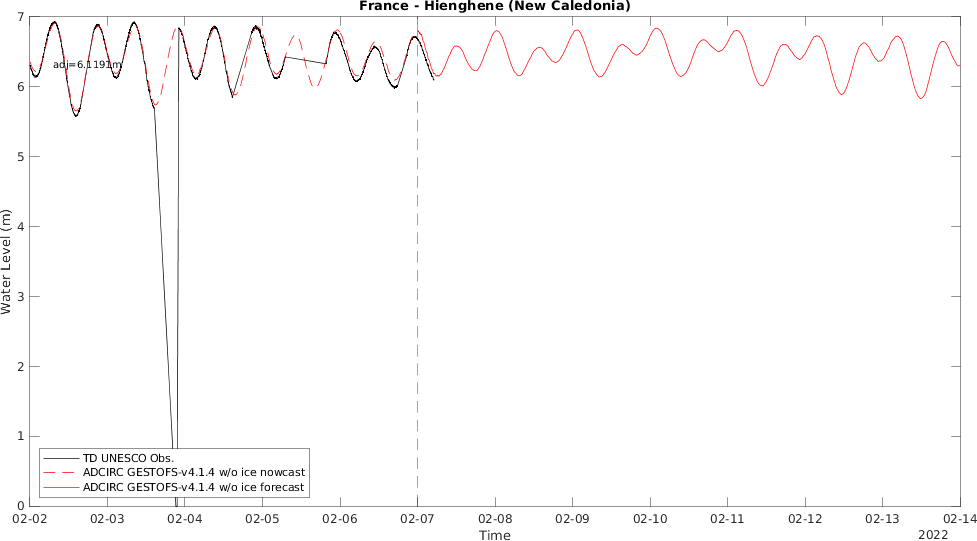 France - Hienghene (New Caledonia)
7
adj=6.1191m
6
5
4
3
2
1
0
Water Level (m)
TD UNESCO Obs.
ADCIRC GESTOFS-v4.1.4 w/o ice nowcast
ADCIRC GESTOFS-v4.1.4 w/o ice forecast
02-02 02-03 02-04 02-05 02-06 02-07 02-08 02-09 02-10 02-11 02-12 02-13 02-14
Time
2022